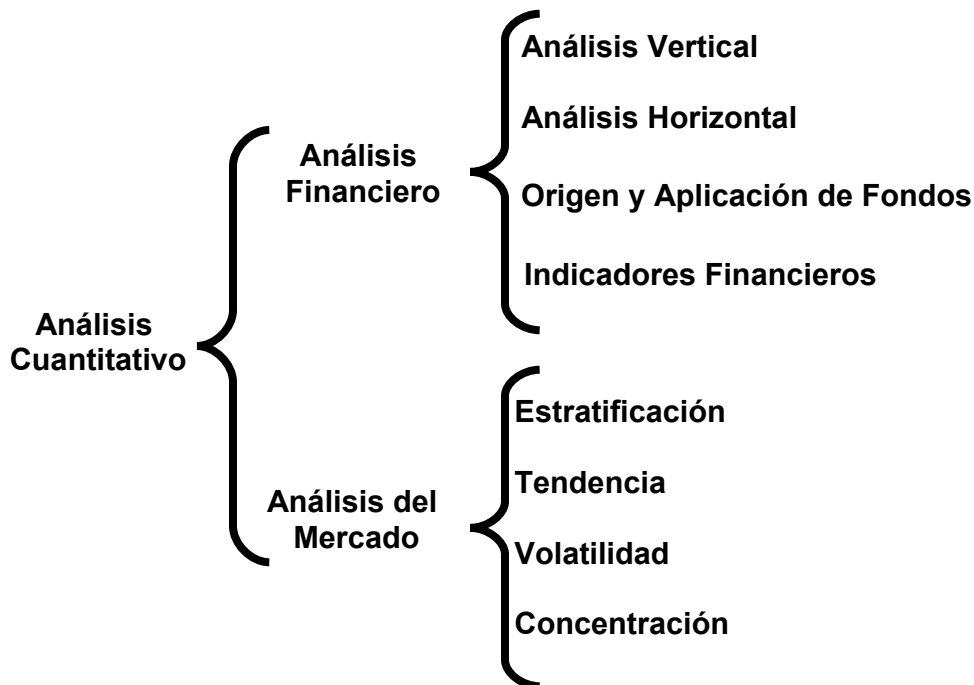 Análisis
Cuantitativo
Análisis
Financiero
Análisis Vertical
Análisis Horizontal
Origen y Aplicación de Fondos
Indicadores Financieros
Análisis del
Mercado
Estratificación
Tendencia
Volatilidad
Concentración